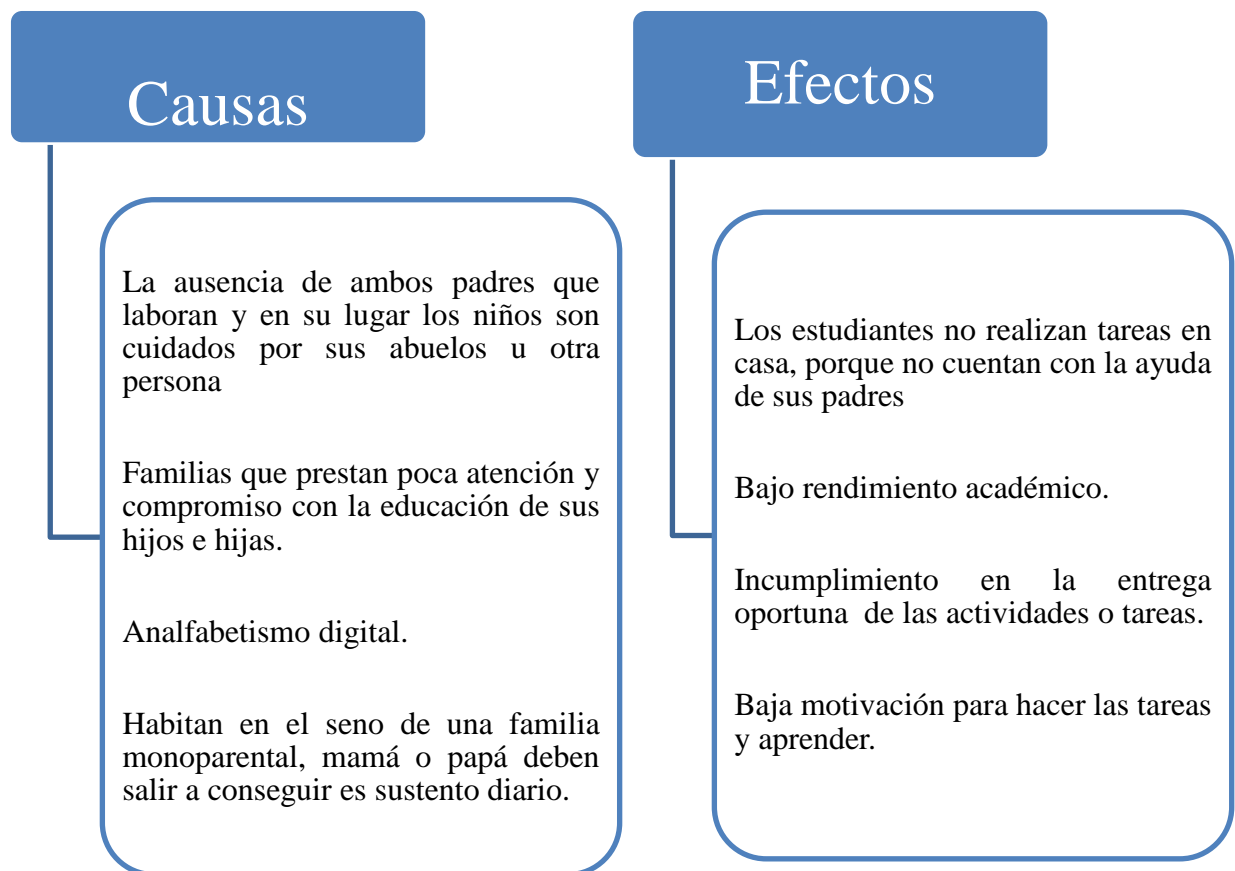 Causas
La ausencia de ambos padres que
laboran y en su lugar los niños son
cuidados por sus abuelos u otra
persona
Familias que prestan poca atención y
compromiso con la educación de sus
hijos e hijas.
Analfabetismo digital.
Habitan en el seno de una familia
monoparental, mamá o papá deben
salir a conseguir es sustento diario.
Efectos
Los estudiantes no realizan tareas en
casa, porque no cuentan con la ayuda
de sus padres
Bajo rendimiento académico.
Incumplimiento en la entrega
oportuna de las actividades o tareas.
Baja motivación para hacer las tareas
y aprender.